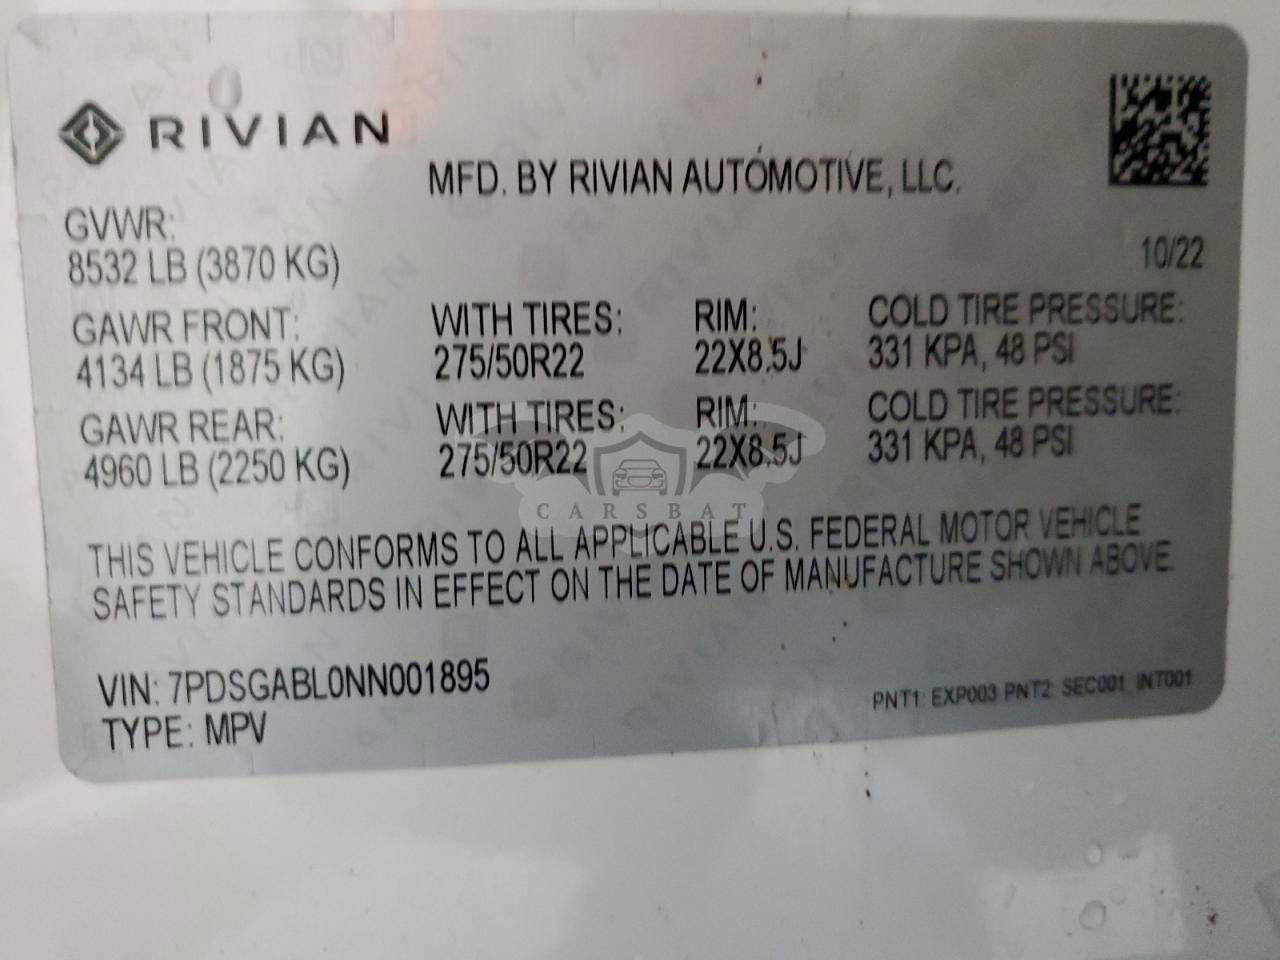 RIVIAN
MFD. BY RIVIAN AUTOMOTIVE, LLC.
GVWR:
8532 LB (3870 KG)
10/22
GAWR FRONT: WITH TIRES: RIM: COLD TIRE PRESSURE:
4134 LB (1875 KG) 275/50R22 22X8.5J 331 KPA, 48 PSI
GAWR REAR: WITH TIRES: RIM: COLD TIRE PRESSURE:
4960 LB (2250 KG) 275/50R22 22X8.5J 331 KPA, 48 PSI
CARSBAT
THIS VEHICLE CONFORMS TO ALL APPLICABLE U.S. FEDERAL MOTOR VEHICLE
SAFETY STANDARDS IN EFFECT ON THE DATE OF MANUFACTURE SHOWN ABOVE.
VIN: 7PDSGABL0NN001895
PNT1: EXP003 PNT2: SEC001 INT001
TYPE: MPV